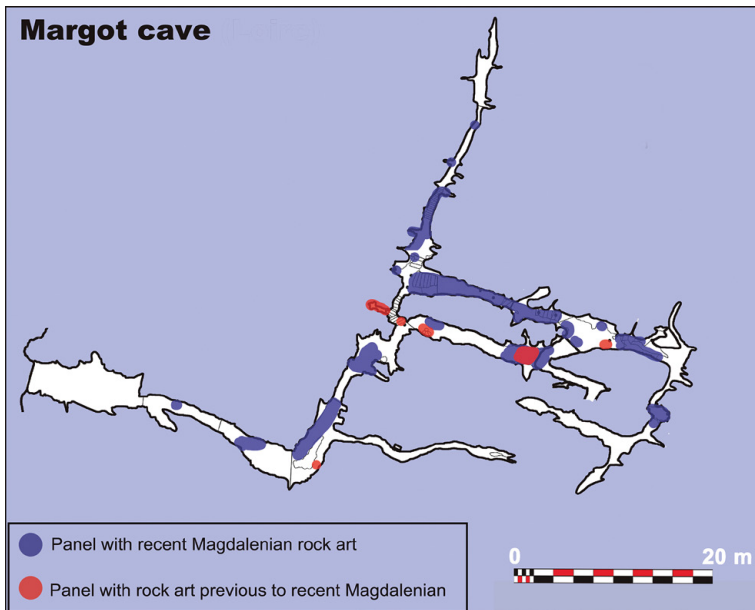 Margot cave
0 20 m
Panel with recent Magdalenian rock art
Panel with rock art previous to recent Magdalenian